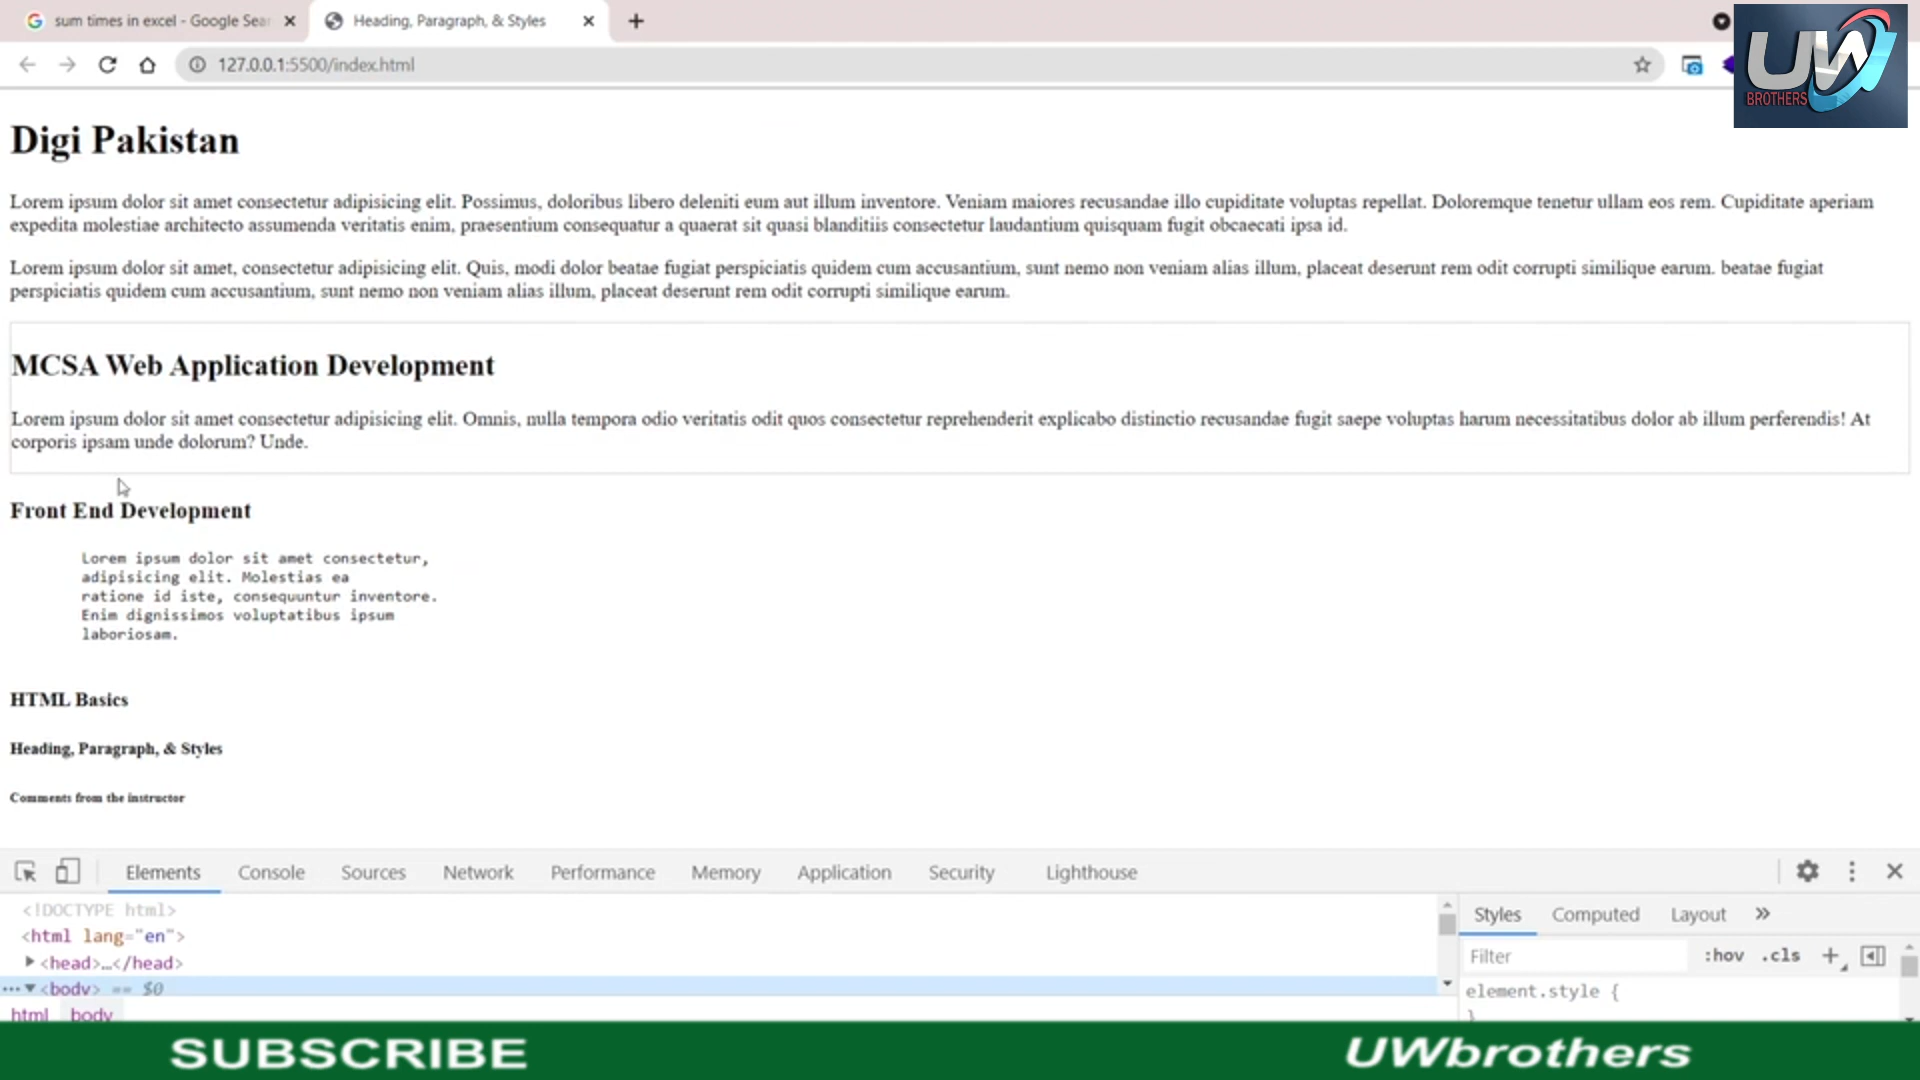 sum times in excel - Google Sear
Heading, Paragraph, & Styles
127.0.0.1:5500/index.html
UW
BROTHERS
Digi Pakistan
Lorem ipsum dolor sit amet consectetur adipisicing elit. Possimus, doloribus libero deleniti eum aut illum inventore. Veniam maiores recusandae illo cupiditate voluptas repellat. Doloremque tenetur ullam eos rem. Cupiditate aperiam
expedita molestiae architecto assumenda veritatis enim, praesentium consequatur a quaerat sit quasi blanditiis consectetur laudantium quisquam fugit obcaecati ipsa id.
Lorem ipsum dolor sit amet, consectetur adipisicing elit. Quis, modi dolor beatae fugiat perspiciatis quidem cum accusantium, sunt nemo non veniam alias illum, placeat deserunt rem odit corrupti similique earum. beatae fugiat
perspiciatis quidem cum accusantium, sunt nemo non veniam alias illum, placeat deserunt rem odit corrupti similique earum.
MCSA Web Application Development
Lorem ipsum dolor sit amet consectetur adipisicing elit. Omnis, nulla tempora odio veritatis odit quos consectetur reprehenderit explicabo distinctio recusandae fugit saepe voluptas harum necessitatibus dolor ab illum perferendis! At
corporis ipsam unde dolorum? Unde.
Front End Development
Lorem ipsum dolor sit amet consectetur,
adipisicing elit. Molestias ea
ratione id iste, consequuntur inventore.
Enim dignissimos voluptatibus ipsum
laboriosam.
HTML Basics
Heading, Paragraph, & Styles
Comments from the instructor
Elements Console Sources Network Performance Memory Application Security Lighthouse
<!DOCTYPE html>
<html lang="en">
<head>…</head>
<body> == $0
html body
Styles Computed Layout »
Filter :hov .cls +
element.style {
}
SUBSCRIBE
UWbrothers